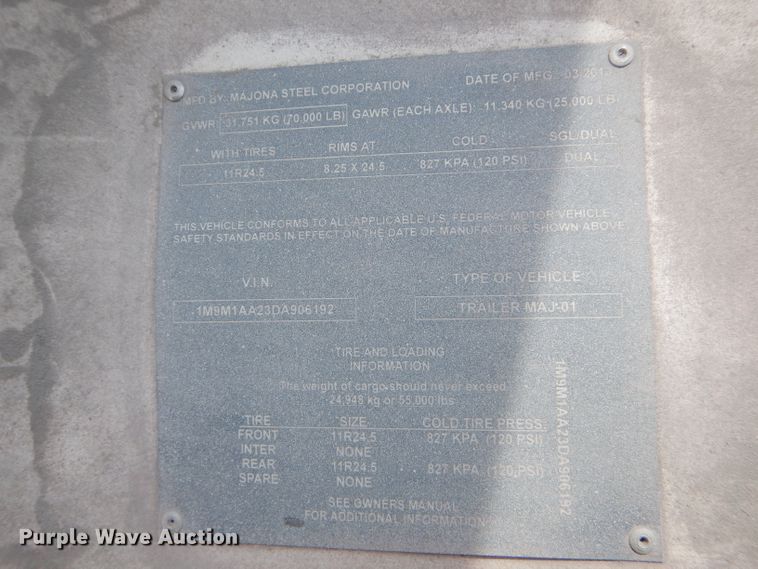 MFD BY: MAJONA STEEL CORPORATION DATE OF MFG. 03/201
GVWR: 31,751 KG (70,000 LB) GAWR (EACH AXLE): 11,340 KG (25,000 LB)
WITH TIRES RIMS AT COLD SGL/DUAL
11R24.5 8.25 X 24.5 827 KPA (120 PSI) DUAL
THIS VEHICLE CONFORMS TO ALL APPLICABLE U.S. FEDERAL MOTOR VEHICLE
SAFETY STANDARDS IN EFFECT ON THE DATE OF MANUFACTURE SHOWN ABOVE.
V.I.N. TYPE OF VEHICLE
1M9M1AA23DA906192 TRAILER MAJ-01
TIRE AND LOADING
INFORMATION
The weight of cargo should never exceed
24,948 kg or 55,000 lbs.
TIRE SIZE COLD TIRE PRESS.
FRONT 11R24.5 827 KPA (120 PSI)
INTER NONE
REAR 11R24.5 827 KPA (120 PSI)
SPARE NONE
SEE OWNERS MANUAL
FOR ADDITIONAL INFORMATION
1M9M1AA23DA906192
Purple Wave Auction